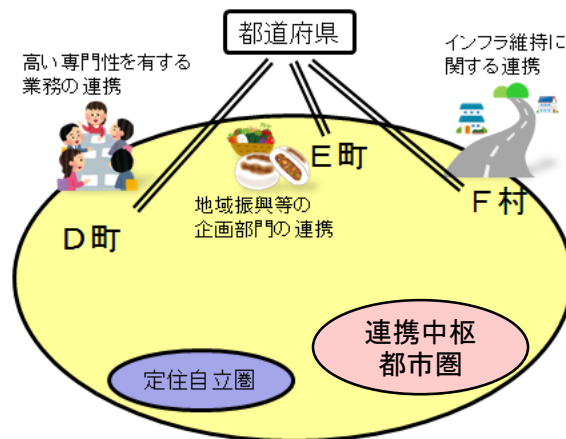 都道府県
高い専門性を有する
業務の連携
インフラ維持に
関する連携
E町
地域振興等の
企画部門の連携
D町
F村
連携中枢
都市圏
定住自立圏